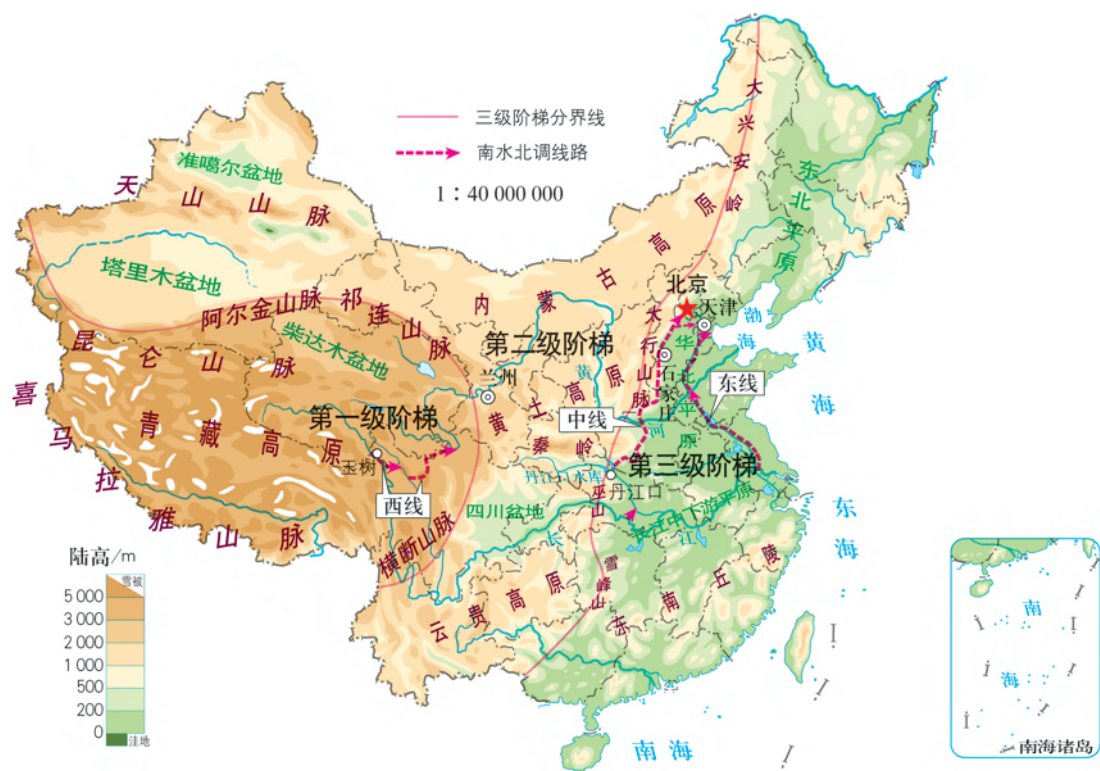 三级阶梯分界线
南水北调线路
1：40 000 000
准噶尔盆地
天山山脉
塔里木盆地
阿尔金山脉
祁连山脉
昆仑山脉
柴达木盆地
内蒙古高原
大兴安岭
东北平原
北京
天津
渤海
黄海
太行山脉
华北平原
石家庄
东线
第二级阶梯
兰州
黄
河
黄土高原
中线
第一级阶梯
青藏高原
玉树
西线
秦岭
丹江口水库
丹江口
第三级阶梯
喜马拉雅山脉
横断山脉
四川盆地
巫山
长江中下游平原
长
江
东海
云贵高原
雪峰山
东南丘陵
南海
陆高/m
雪被
5 000
3 000
2 000
1 000
500
200
0
洼地
南
海
南海诸岛